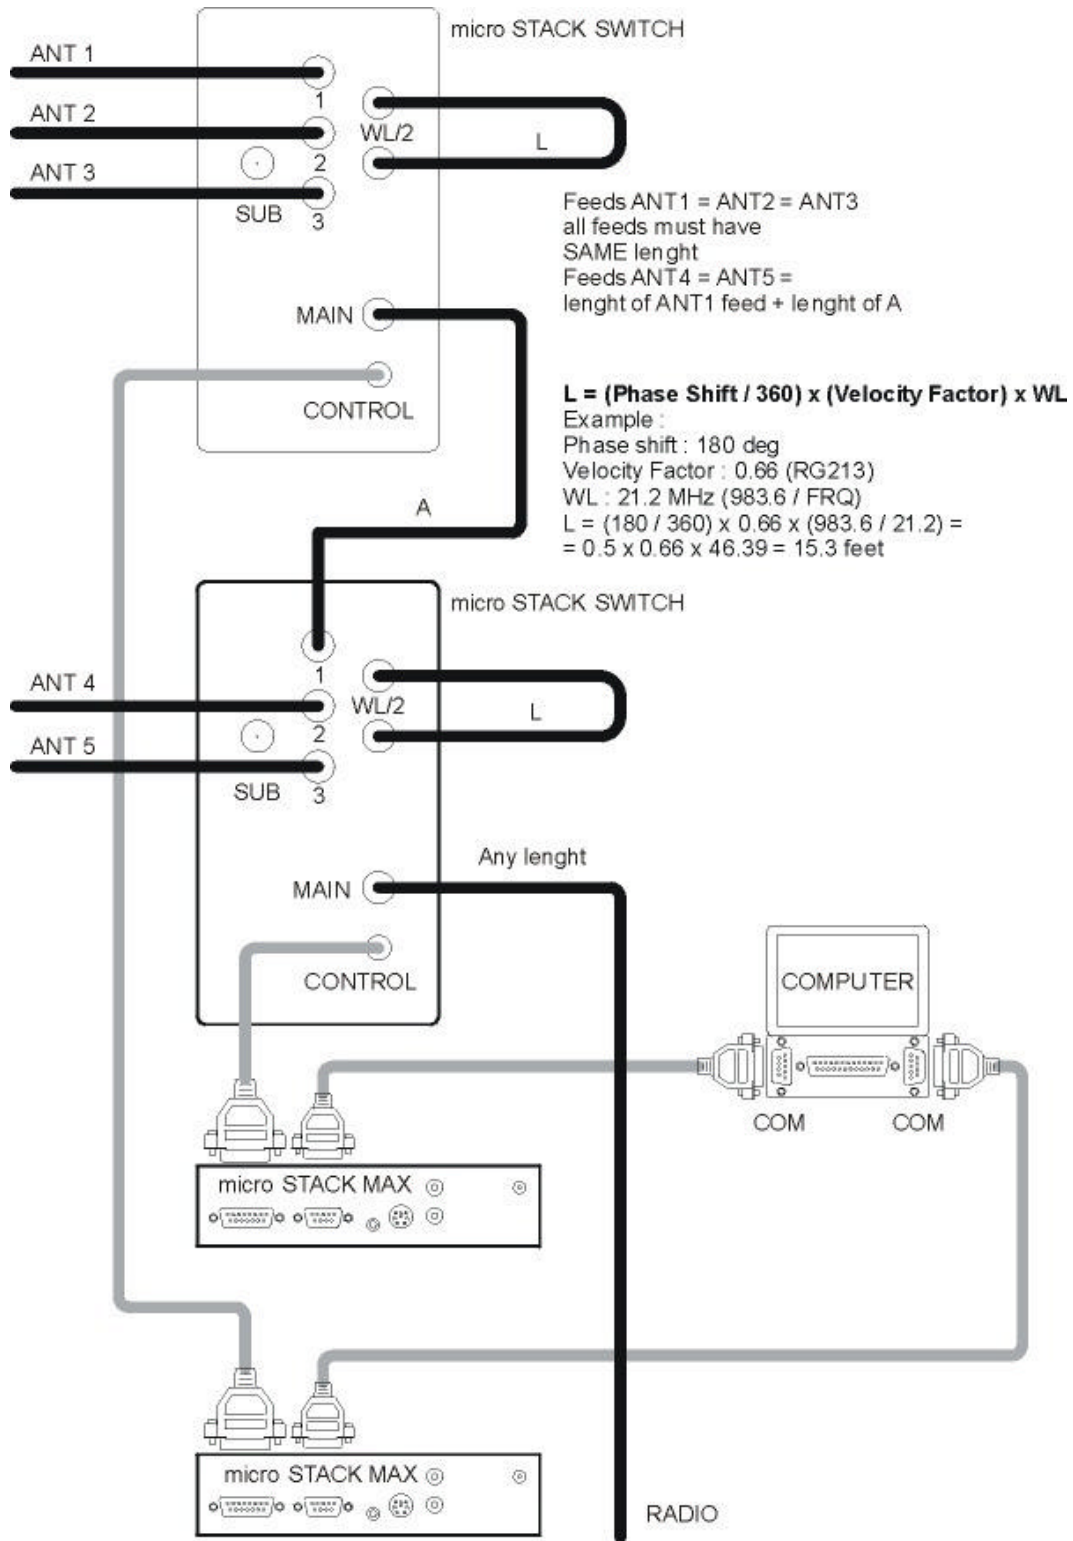 micro STACK SWITCH
ANT 1
1
ANT 2
WL/2
L
2
ANT 3
SUB
3
Feeds ANT1 = ANT2 = ANT3
all feeds must have
SAME lenght
Feeds ANT4 = ANT5 =
lenght of ANT1 feed + lenght of A
MAIN
CONTROL
L = (Phase Shift / 360) x (Velocity Factor) x WL
Example :
Phase shift : 180 deg
Velocity Factor : 0.66 (RG213)
WL : 21.2 MHz (983.6 / FRQ)
L = (180 / 360) x 0.66 x (983.6 / 21.2) =
= 0.5 x 0.66 x 46.39 = 15.3 feet
A
micro STACK SWITCH
1
ANT 4
WL/2
L
2
ANT 5
SUB
3
Any lenght
MAIN
CONTROL
COMPUTER
COM
COM
micro STACK MAX
micro STACK MAX
RADIO